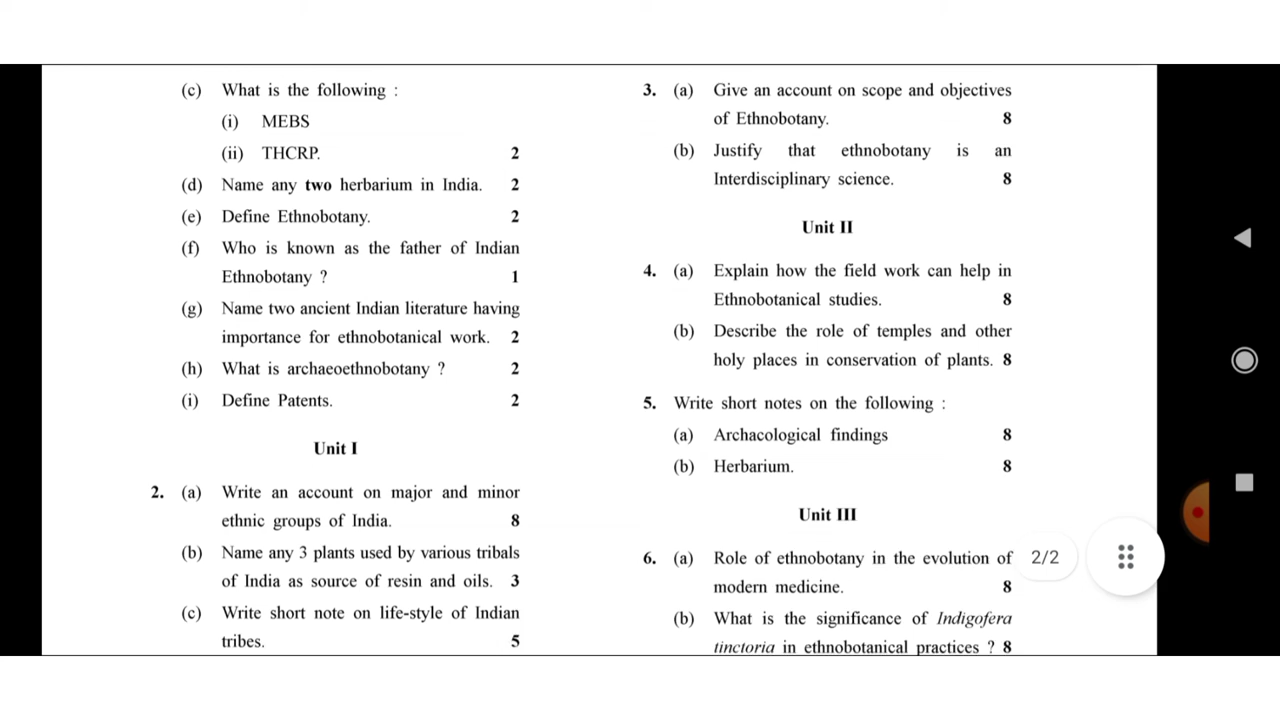 (c) What is the following :
(i) MEBS
(ii) THCRP. 2
(d) Name any two herbarium in India. 2
(e) Define Ethnobotany. 2
(f) Who is known as the father of Indian
Ethnobotany ? 1
(g) Name two ancient Indian literature having
importance for ethnobotanical work. 2
(h) What is archaeoethnobotany ? 2
(i) Define Patents. 2
Unit I
2. (a) Write an account on major and minor
ethnic groups of India. 8
(b) Name any 3 plants used by various tribals
of India as source of resin and oils. 3
(c) Write short note on life-style of Indian
tribes. 5
3. (a) Give an account on scope and objectives
of Ethnobotany. 8
(b) Justify that ethnobotany is an
Interdisciplinary science. 8
Unit II
4. (a) Explain how the field work can help in
Ethnobotanical studies. 8
(b) Describe the role of temples and other
holy places in conservation of plants. 8
5. Write short notes on the following :
(a) Archacological findings 8
(b) Herbarium. 8
Unit III
6. (a) Role of ethnobotany in the evolution of
modern medicine. 8
(b) What is the significance of Indigofera
tinctoria in ethnobotanical practices ? 8
2/2